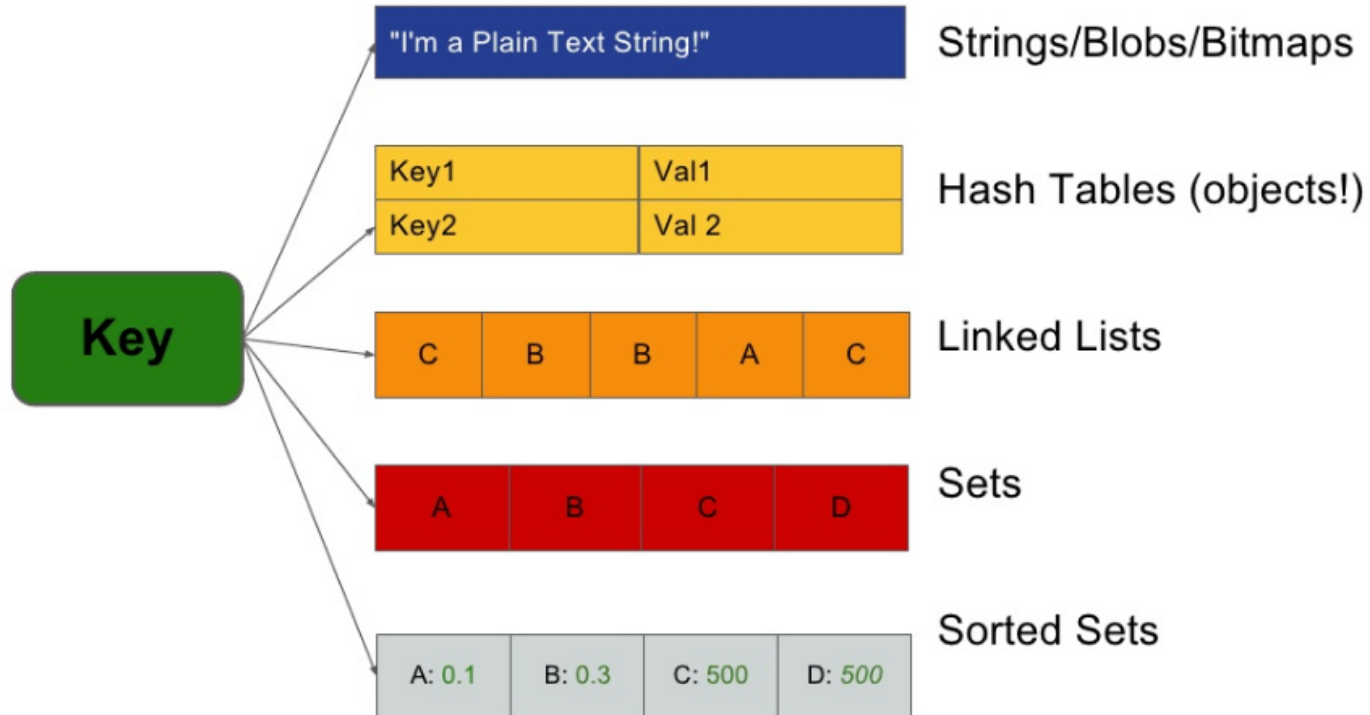 "I'm a Plain Text String!"
Strings/Blobs/Bitmaps
Key1 Val1
Key2 Val 2
Hash Tables (objects!)
Key
C B B A C
Linked Lists
A B C D
Sets
A: 0.1 B: 0.3 C: 500 D: 500
Sorted Sets